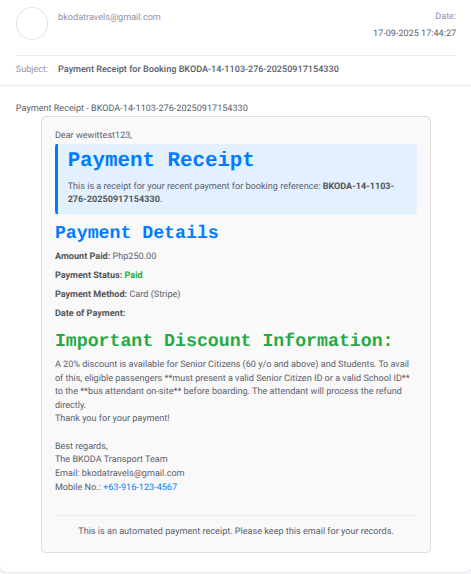 bkodatravels@gmail.com
Date:
17-09-2025 17:44:27
Subject: Payment Receipt for Booking BKODA-14-1103-276-20250917154330
Payment Receipt - BKODA-14-1103-276-20250917154330
Dear wewittest123,
Payment Receipt
This is a receipt for your recent payment for booking reference: BKODA-14-1103-
276-20250917154330.
Payment Details
Amount Paid: Php250.00
Payment Status: Paid
Payment Method: Card (Stripe)
Date of Payment:
Important Discount Information:
A 20% discount is available for Senior Citizens (60 y/o and above) and Students. To avail
of this, eligible passengers **must present a valid Senior Citizen ID or a valid School ID**
to the **bus attendant on-site** before boarding. The attendant will process the refund
directly.
Thank you for your payment!
Best regards,
The BKODA Transport Team
Email: bkodatravels@gmail.com
Mobile No.: +63-916-123-4567
This is an automated payment receipt. Please keep this email for your records.